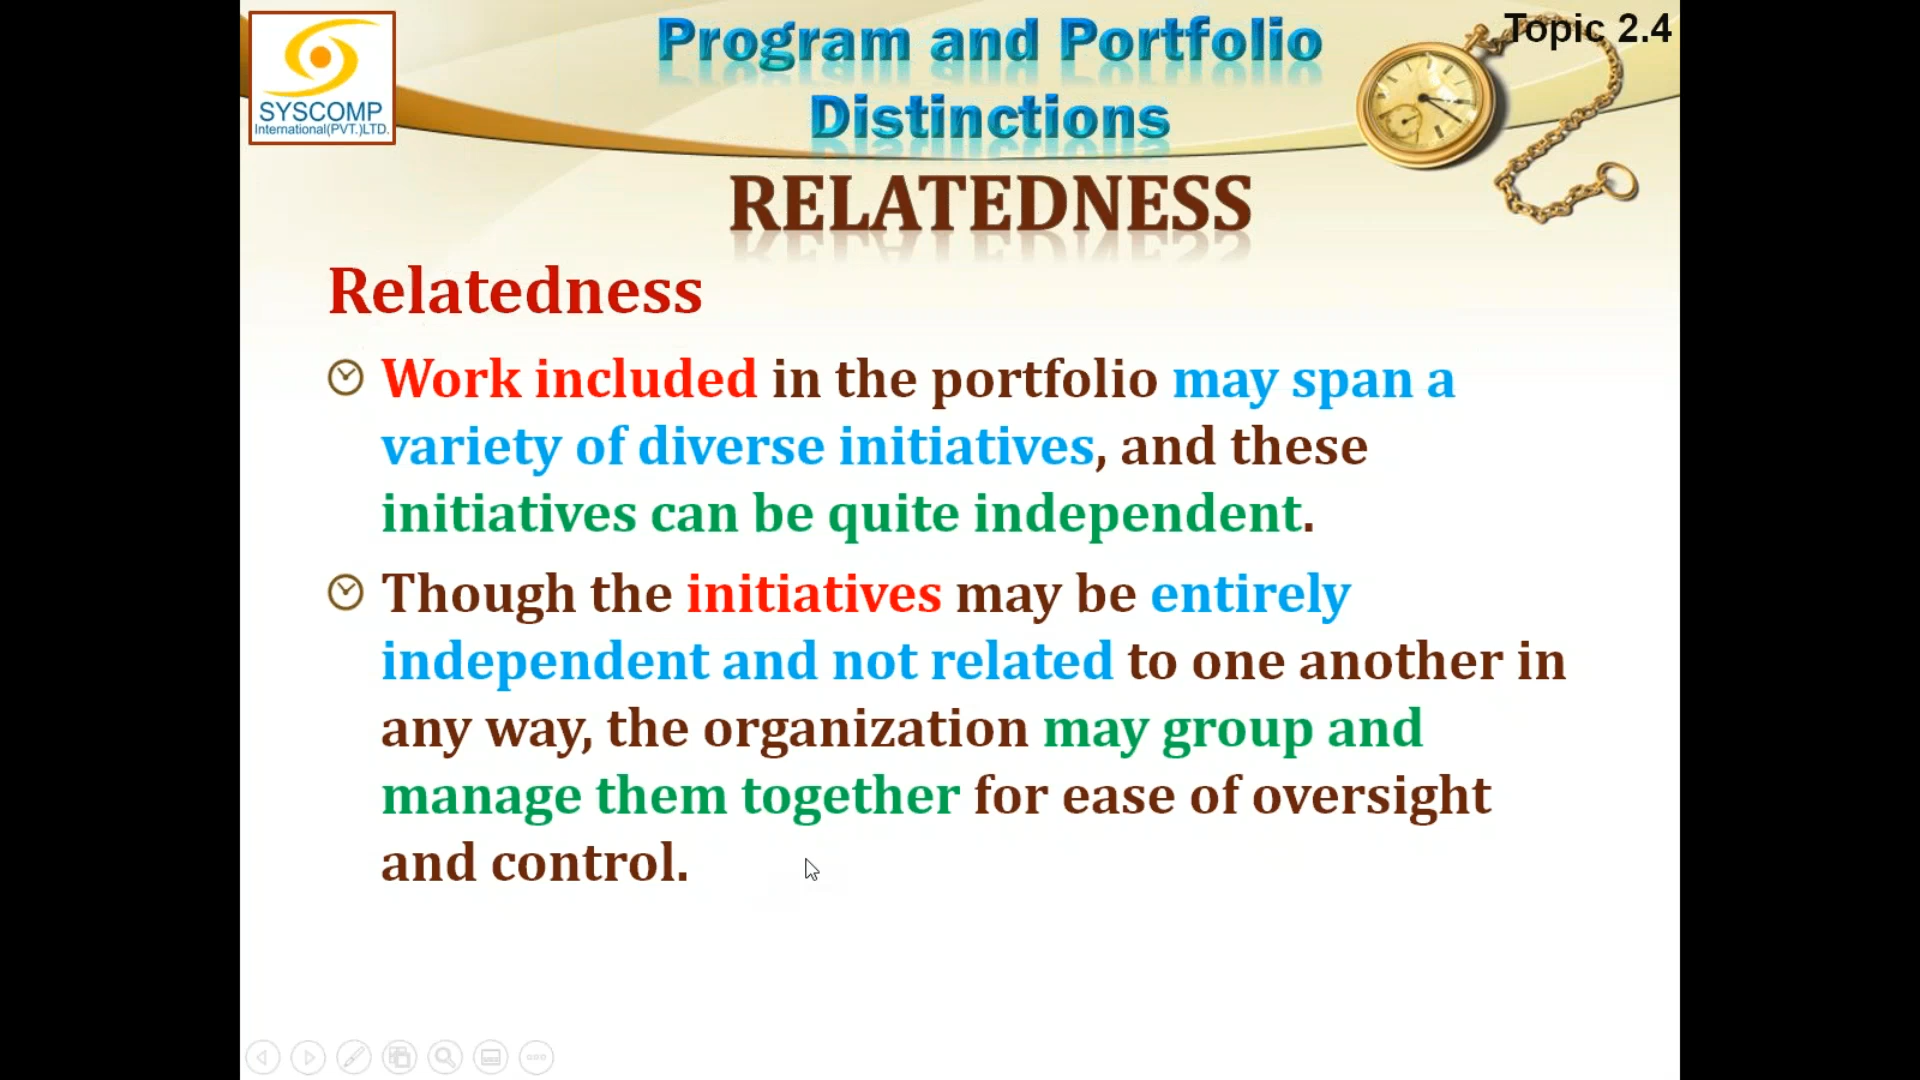 SYSCOMP
International(PVT.)LTD.
Program and Portfolio
Distinctions
Topic 2.4
RELATEDNESS
Relatedness
Work included in the portfolio may span a
variety of diverse initiatives, and these
initiatives can be quite independent.
Though the initiatives may be entirely
independent and not related to one another in
any way, the organization may group and
manage them together for ease of oversight
and control.